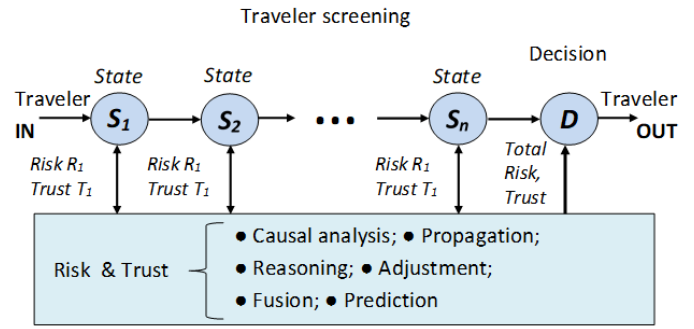 Traveler screening
Decision
State
State
State
Traveler
IN
S1
S2
• • •
Sn
D
Traveler
OUT
Risk R1
Trust T1
Risk R1
Trust T1
Risk R1
Trust T1
Total
Risk,
Trust
Risk & Trust
● Causal analysis; ● Propagation;
● Reasoning; ● Adjustment;
● Fusion; ● Prediction